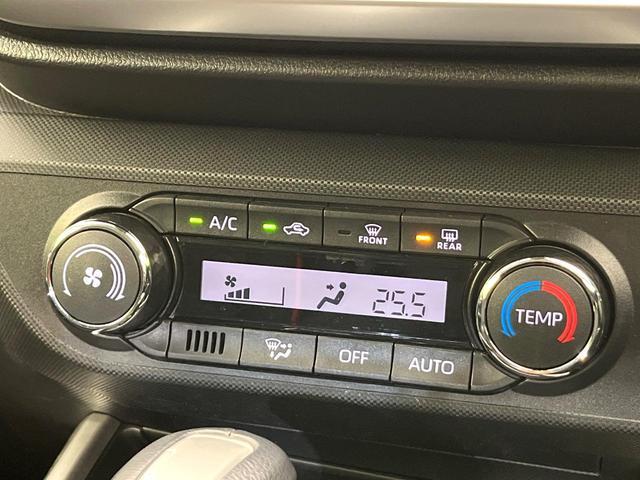 A/C
FRONT
REAR
25.5
TEMP
OFF
AUTO